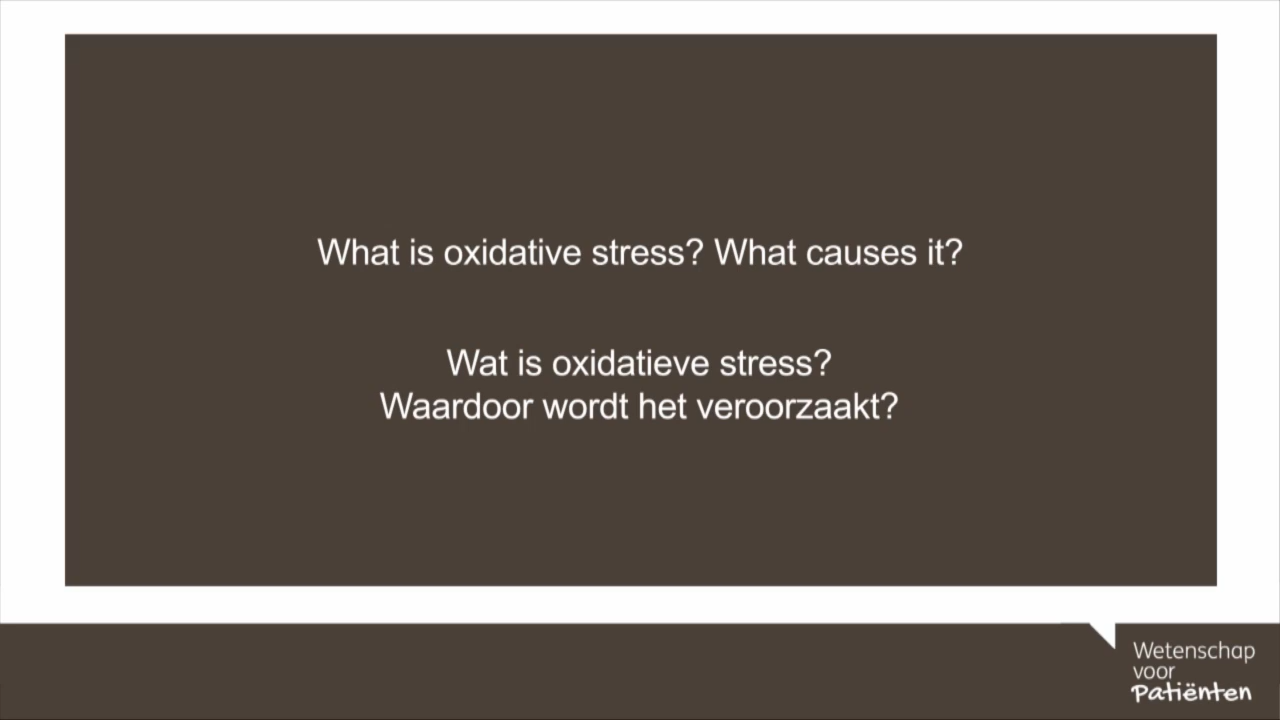 What is oxidative stress? What causes it?
Wat is oxidatieve stress?
Waardoor wordt het veroorzaakt?
Wetenschap
voor
Patiënten